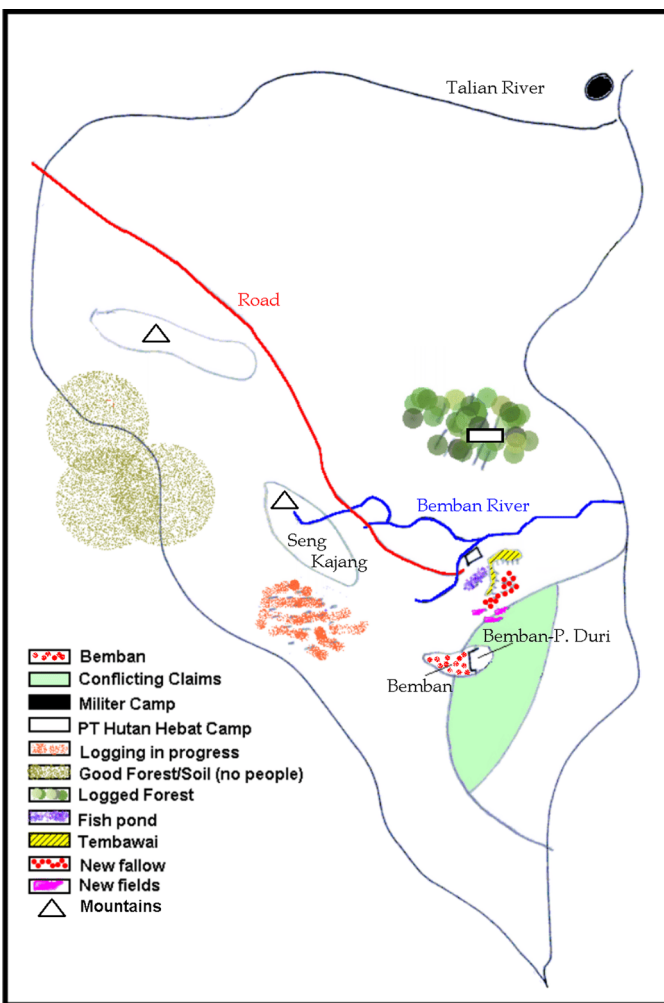 Talian River
Road
Bemban River
Seng
Kajang
Bemban-P. Duri
Bemban
Bemban
Conflicting Claims
Militer Camp
PT Hutan Hebat Camp
Logging in progress
Good Forest/Soil (no people)
Logged Forest
Fish pond
Tembawai
New fallow
New fields
Mountains